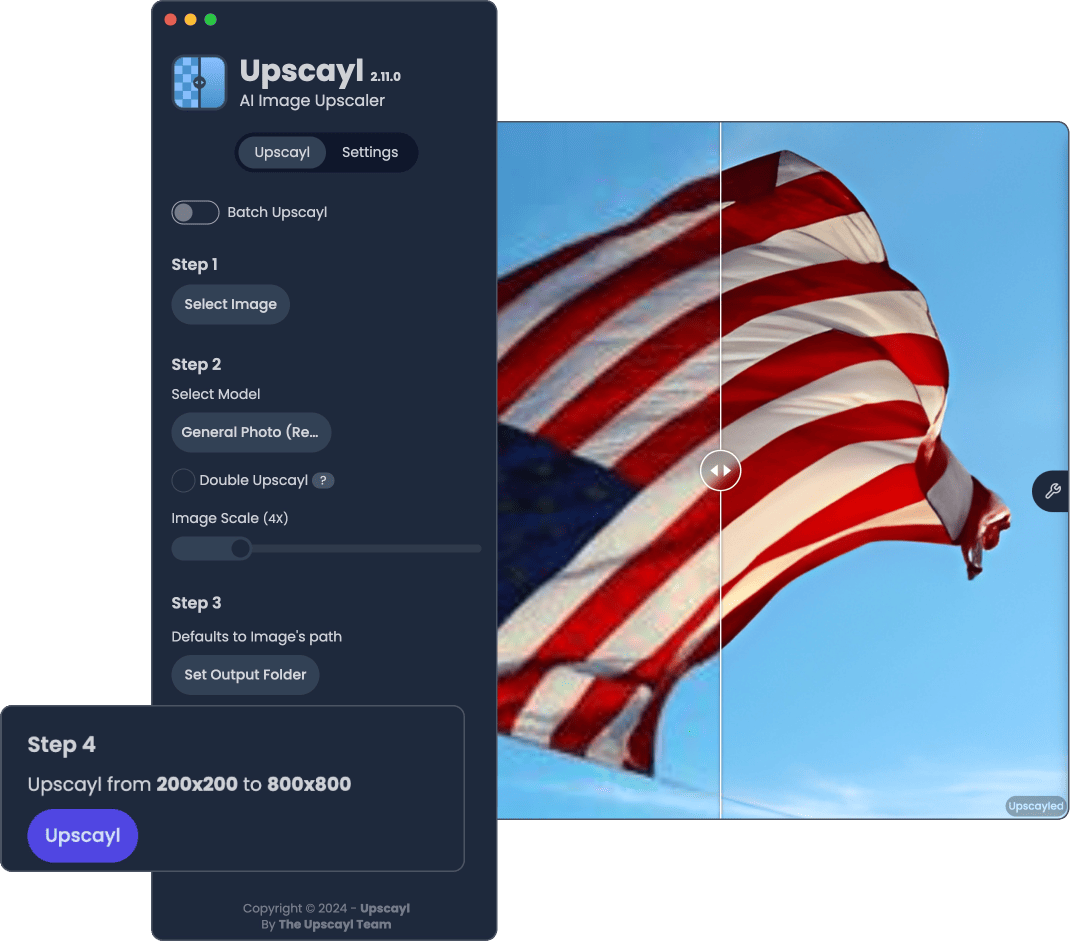 Upscayl 2.11.0
AI Image Upscaler
Upscayl Settings
Batch Upscayl
Step 1
Select Image
Step 2
Select Model
General Photo (Re...
Double Upscayl ?
Image Scale (4X)
Step 3
Defaults to Image's path
Set Output Folder
Step 4
Upscayl from 200x200 to 800x800
Upscayl
Copyright © 2024 - Upscayl
By The Upscayl Team
Upscayled